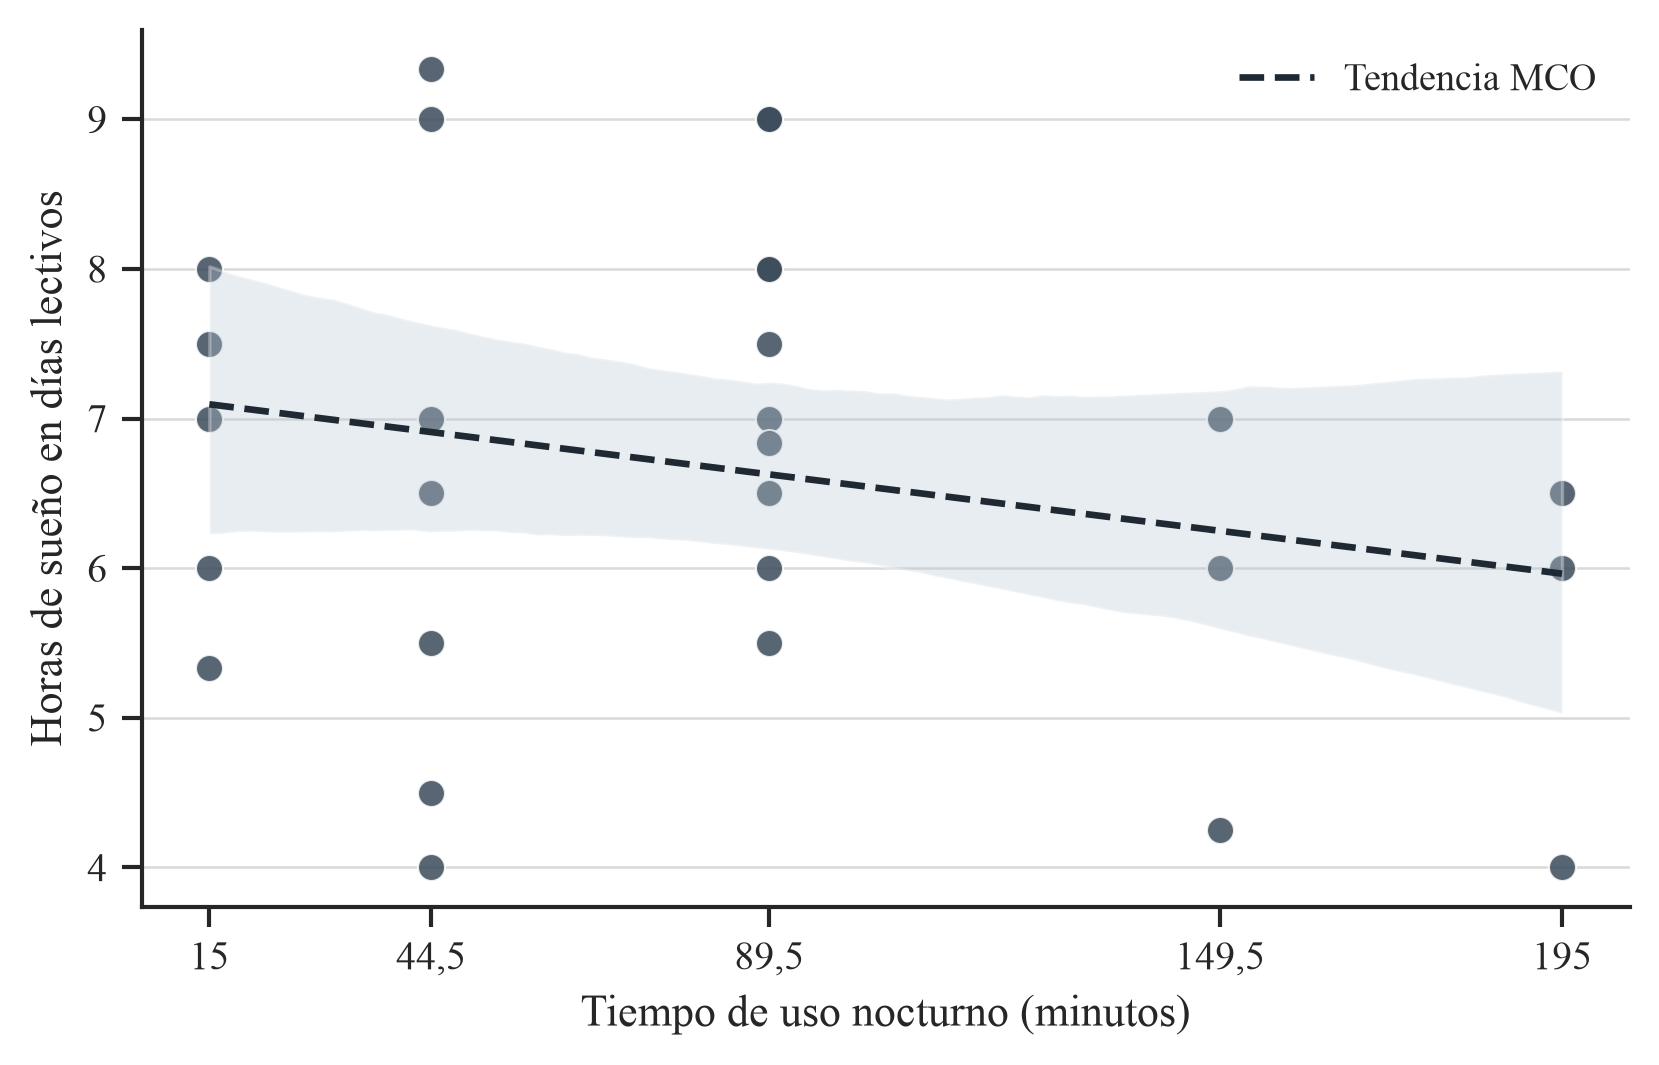 Tendencia MCO
Horas de sueño en días lectivos
9
8
7
6
5
4
15 44,5 89,5 149,5 195
Tiempo de uso nocturno (minutos)